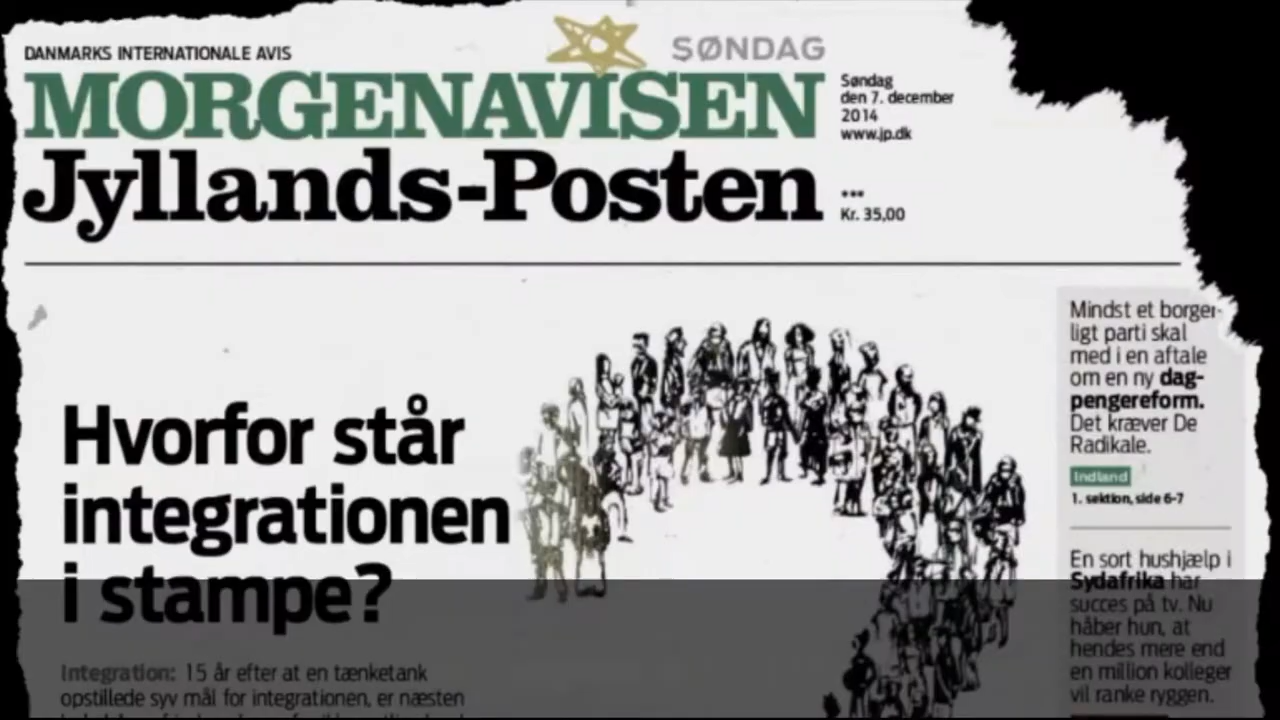 DANMARKS INTERNATIONALE AVIS
SØNDAG
MORGENAVISEN
Jyllands-Posten
Søndag
den 7. december
2014
www.jp.dk
***
Kr. 35,00
Hvorfor står
integrationen
i stampe?
Integration: 15 år efter at en tænketank
opstillede syv mål for integrationen, er næsten
Mindst et borger-
ligt parti skal
med i en aftale
om en ny dag-
pengereform.
Det kræver De
Radikale.
Indland
1. sektion, side 6-7
En sort hushjælp i
Sydafrika har
succes på tv. Nu
håber hun, at
hendes mere end
en million kolleger
vil ranke ryggen.